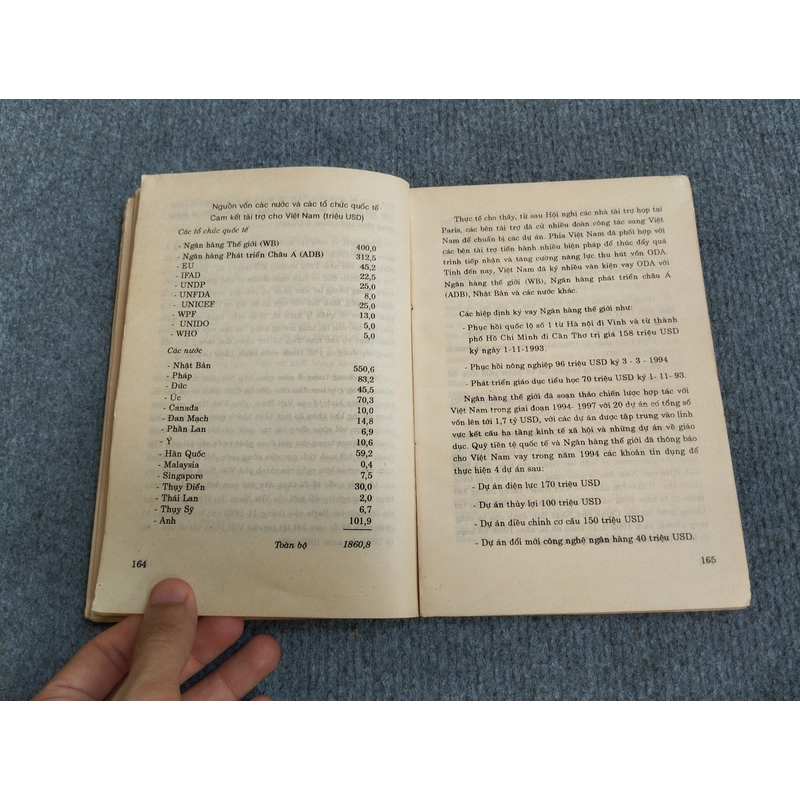 Nguồn vốn các nước và các tổ chức quốc tế
Cam kết tài trợ cho Việt Nam (triệu USD)
Các tổ chức quốc tế
- Ngân hàng Thế giới (WB) 400,0
- Ngân hàng Phát triển Châu Á (ADB) 312,5
- EU 45,2
- IFAD 22,5
- UNDP 25,0
- UNFDA 8,0
- UNICEF 25,0
- WPF 13,0
- UNIDO 5,0
- WHO 5,0
Các nước
- Nhật Bản 550,6
- Pháp 83,2
- Đức 45,5
- Úc 70,3
- Canada 10,0
- Đan Mạch 14,8
- Phần Lan 6,9
- Ý 10,6
- Hàn Quốc 59,2
- Malaysia 0,4
- Singapore 7,5
- Thụy Điển 30,0
- Thái Lan 2,0
- Thụy Sỹ 6,7
- Anh 101,9
Toàn bộ 1860,8
164
Thực tế cho thấy, từ sau Hội nghị các nhà tài trợ họp tại
Paris, các bên tài trợ đã cử nhiều đoàn công tác sang Việt
Nam để chuẩn bị các dự án. Phía Việt Nam đã phối hợp với
các bên tài trợ tiến hành nhiều biện pháp để thúc đẩy quá
trình tiếp nhận và tăng cường năng lực thu hút vốn ODA.
Tính đến nay, Việt Nam đã ký nhiều văn kiện vay ODA với
Ngân hàng thế giới (WB), Ngân hàng phát triển châu Á
(ADB), Nhật Bản và các nước khác.
Các hiệp định ký vay Ngân hàng thế giới như:
- Phục hồi quốc lộ số 1 từ Hà nội đi Vinh và từ thành
phố Hồ Chí Minh đi Cần Thơ trị giá 158 triệu USD
ký ngày 1-11-1993.
- Phục hồi nông nghiệp 96 triệu USD ký 3 - 3 - 1994
- Phát triển giáo dục tiểu học 70 triệu USD ký 1- 11- 93.
Ngân hàng thế giới đã soạn thảo chiến lược hợp tác với
Việt Nam trong giai đoạn 1994- 1997 với 20 dự án có tổng số
vốn lên tới 1,7 tỷ USD, với các dự án được tập trung vào lĩnh
vực kết cấu hạ tầng kinh tế xã hội và những dự án về giáo
dục. Quỹ tiền tệ quốc tế và Ngân hàng thế giới đã thông báo
cho Việt Nam vay trong năm 1994 các khoản tín dụng để
thực hiện 4 dự án sau:
- Dự án điện lực 170 triệu USD
- Dự án thủy lợi 100 triệu USD
- Dự án điều chỉnh cơ cấu 150 triệu USD
- Dự án đổi mới công nghệ ngân hàng 40 triệu USD.
165